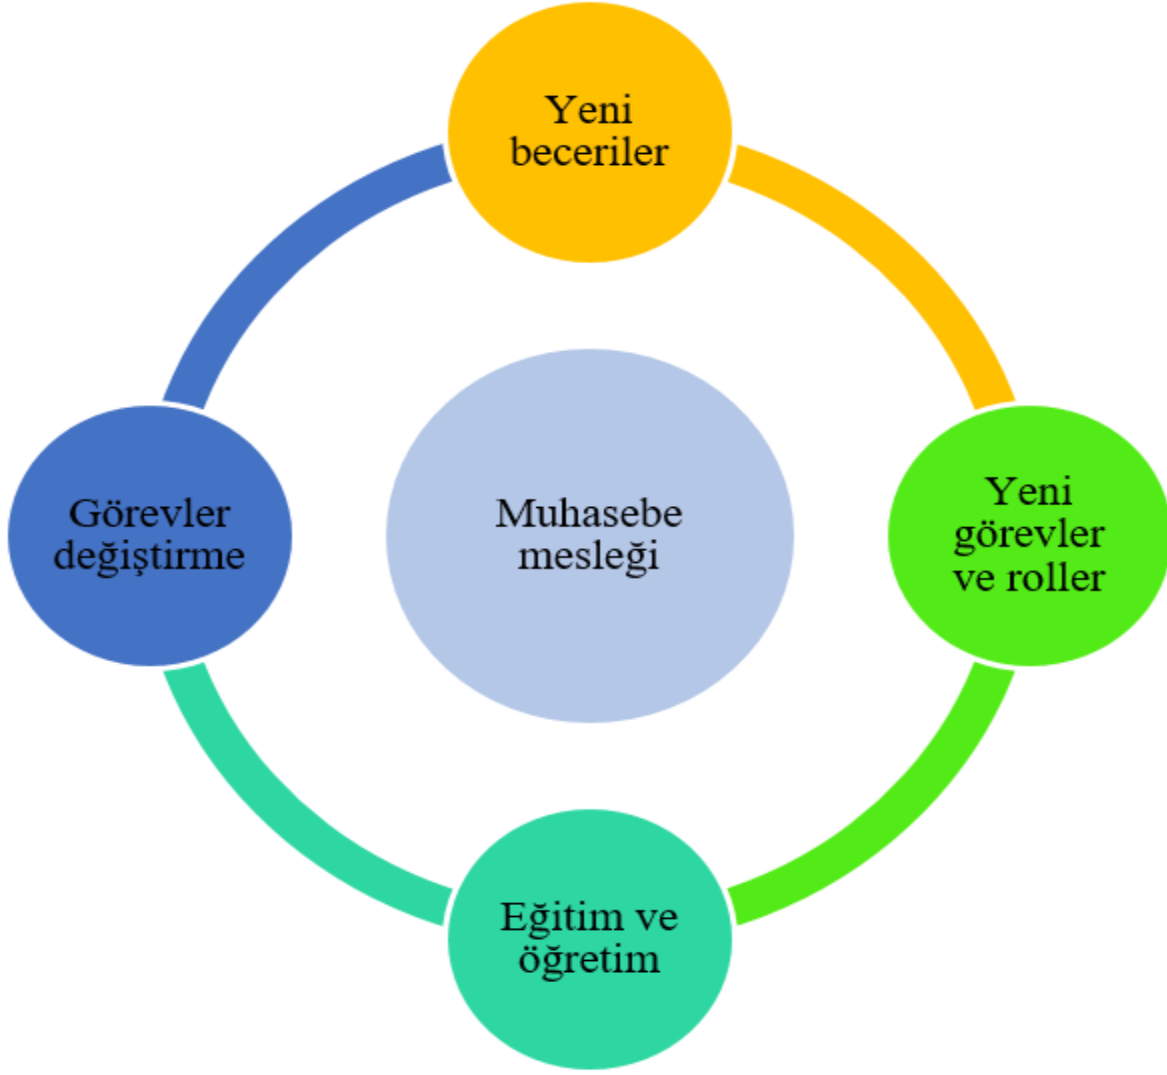 Yeni
beceriler
Yeni
görevler
ve roller
Eğitim ve
öğretim
Görevler
değiştirme
Muhasebe
mesleği